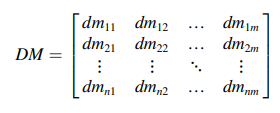 DM = [ dm₁₁ dm₁₂ … dm₁ₘ
dm₂₁ dm₂₂ … dm₂ₘ
⋮ ⋮ ⋱ ⋮
dmₙ₁ dmₙ₂ … dmₙₘ ]